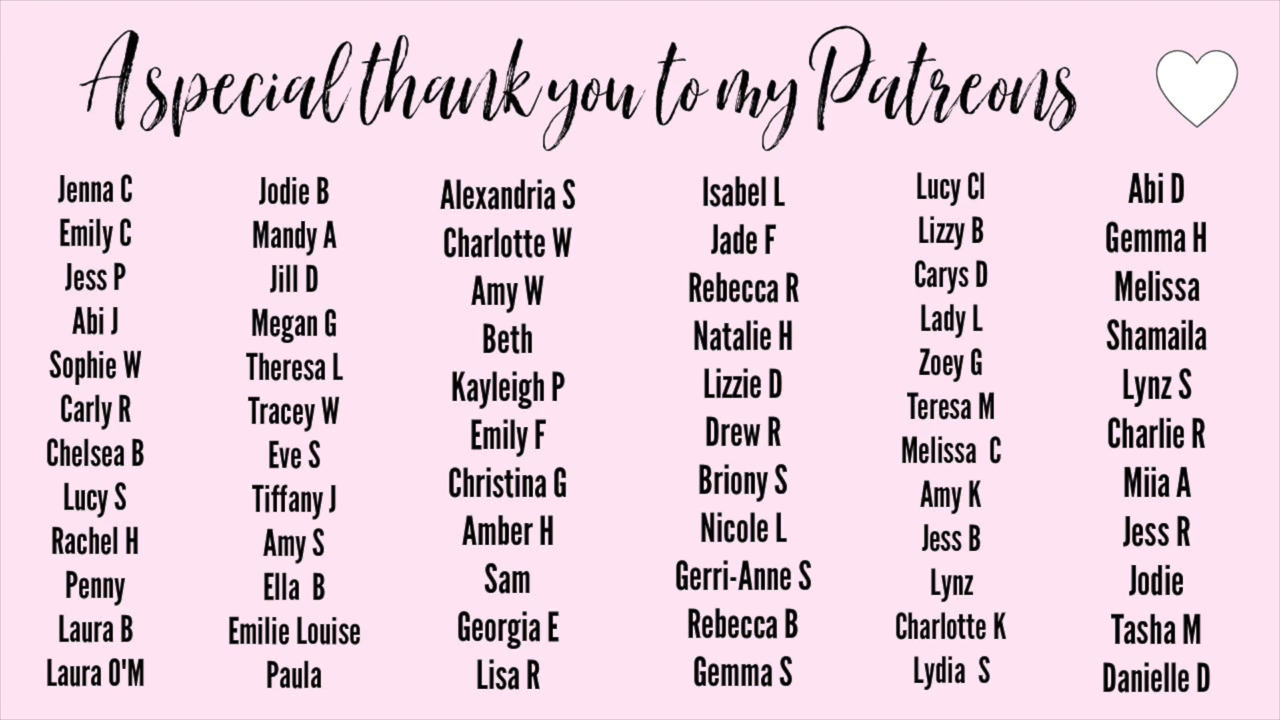 A special thank you to my Patreons
Jenna C
Emily C
Jess P
Abi J
Sophie W
Carly R
Chelsea B
Lucy S
Rachel H
Penny
Laura B
Laura O'M
Jodie B
Mandy A
Jill D
Megan G
Theresa L
Tracey W
Eve S
Tiffany J
Amy S
Ella B
Emilie Louise
Paula
Alexandria S
Charlotte W
Amy W
Beth
Kayleigh P
Emily F
Christina G
Amber H
Sam
Georgia E
Lisa R
Isabel L
Jade F
Rebecca R
Natalie H
Lizzie D
Drew R
Briony S
Nicole L
Gerri-Anne S
Rebecca B
Gemma S
Lucy Cl
Lizzy B
Carys D
Lady L
Zoey G
Teresa M
Melissa C
Amy K
Jess B
Lynz
Charlotte K
Lydia S
Abi D
Gemma H
Melissa
Shamaila
Lynz S
Charlie R
Miia A
Jess R
Jodie
Tasha M
Danielle D